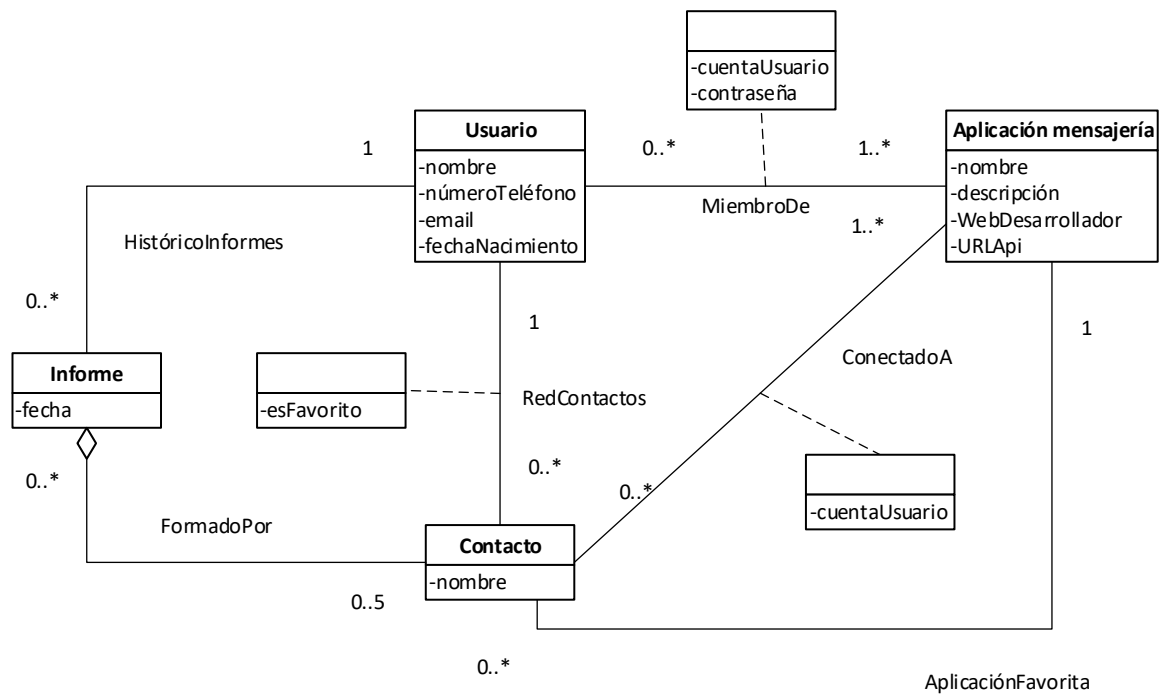 -cuentaUsuario
-contraseña
Usuario
-nombre
-númeroTeléfono
-email
-fechaNacimiento
Aplicación mensajería
-nombre
-descripción
-WebDesarrollador
-URLApi
1
0..*
1..*
MiembroDe
1..*
HistóricoInformes
0..*
1
1
ConectadoA
Informe
-fecha
-esFavorito
RedContactos
0..*
0..*
0..*
-cuentaUsuario
FormadoPor
Contacto
-nombre
0..5
0..*
AplicaciónFavorita